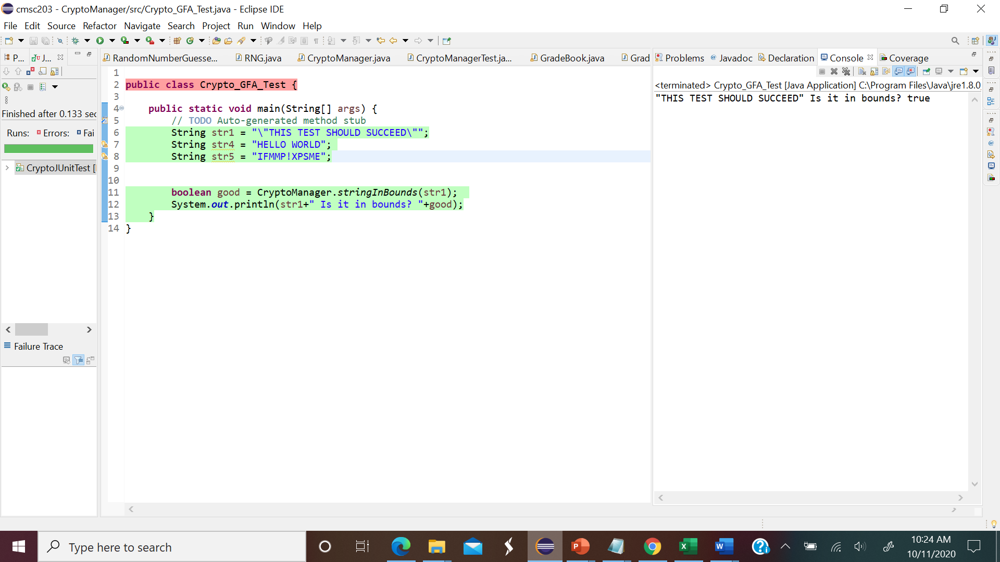 cmsc203 - CryptoManager/src/Crypto_GFA_Test.java - Eclipse IDE
File Edit Source Refactor Navigate Search Project Run Window Help
P... J...
RandomNumberGuesse... RNG.java CryptoManager.java CryptoManagerTest.ja... GradeBook.java Grad
Problems Javadoc Declaration Console Coverage
Finished after 0.133 sec
Runs: Errors: Fai
CryptoJUnitTest [
Failure Trace
1
2 public class Crypto_GFA_Test {
3
4 public static void main(String[] args) {
5 // TODO Auto-generated method stub
6 String str1 = "\"THIS TEST SHOULD SUCCEED\"";
7 String str4 = "HELLO WORLD";
8 String str5 = "IFMMP!XPSME";
9
10
11 boolean good = CryptoManager.stringInBounds(str1);
12 System.out.println(str1+" Is it in bounds? "+good);
13 }
14 }
<terminated> Crypto_GFA_Test [Java Application] C:\Program Files\Java\jre1.8.0
"THIS TEST SHOULD SUCCEED" Is it in bounds? true
Type here to search
10:24 AM
10/11/2020